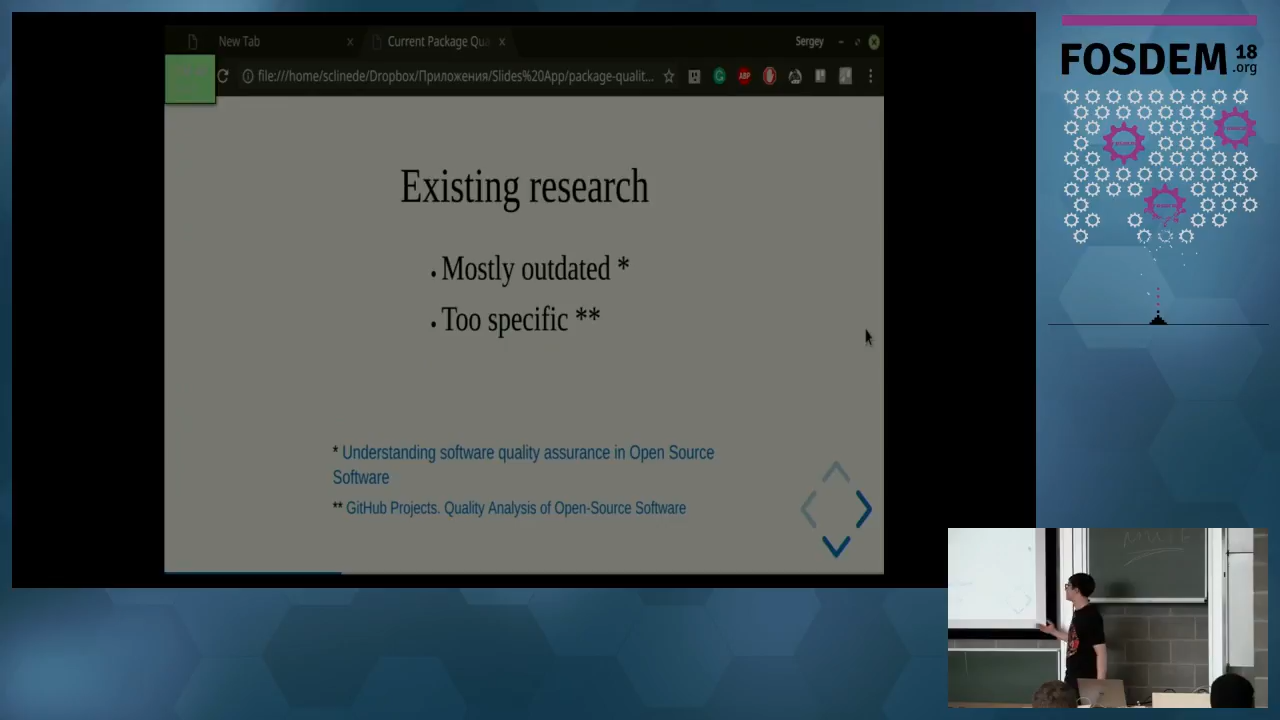 New Tab
Current Package Qua
Sergey
file:///home/sclinede/Dropbox/Приложения/Slides%20App/package-qualit...
ABP
Existing research
• Mostly outdated *
• Too specific **
* Understanding software quality assurance in Open Source
Software
** GitHub Projects. Quality Analysis of Open-Source Software
FOSDEM 18
.org